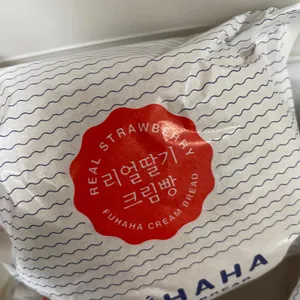 REAL STRAWBERRY
리얼딸기
크림빵
FUHAHA CREAM BREAD
HAHA